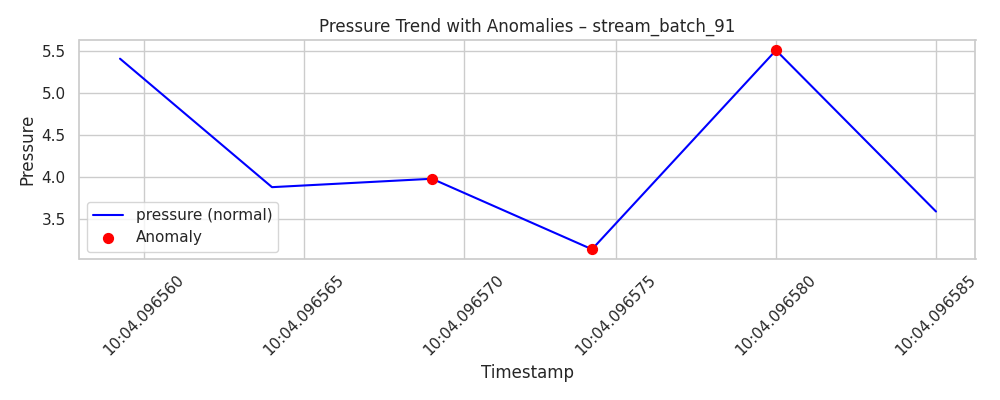 Pressure Trend with Anomalies – stream_batch_91
Pressure
5.5
5.0
4.5
4.0
3.5
pressure (normal)
Anomaly
10:04.096560
10:04.096565
10:04.096570
10:04.096575
10:04.096580
10:04.096585
Timestamp